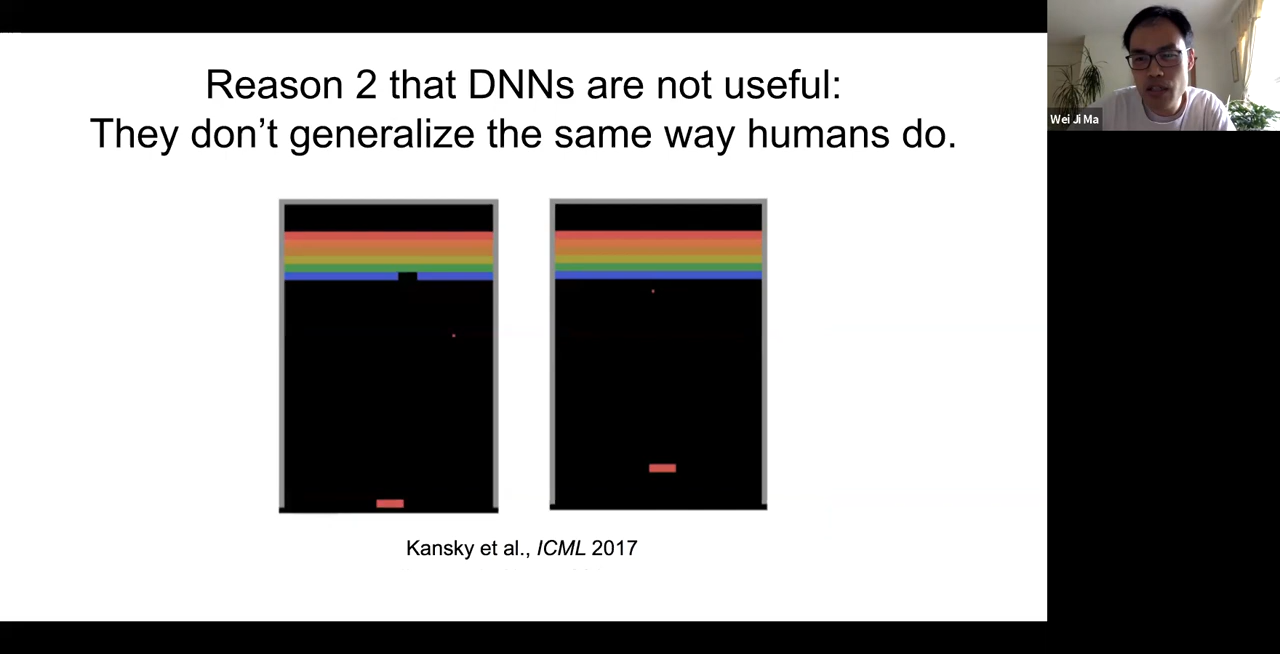 Reason 2 that DNNs are not useful:
They don't generalize the same way humans do.
Wei Ji Ma
Kansky et al., ICML 2017